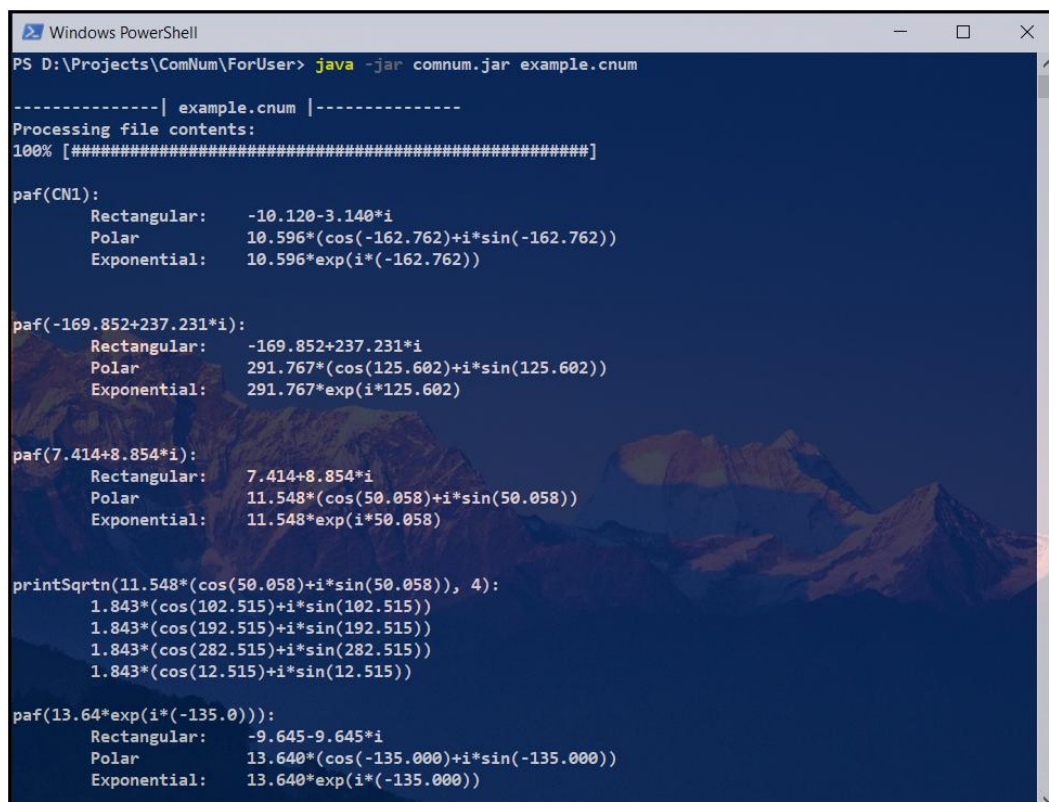 Windows PowerShell
PS D:\Projects\ComNum\ForUser> java -jar comnum.jar example.cnum
---------------| example.cnum |---------------
Processing file contents:
100% [#####################################################]
paf(CN1):
Rectangular: -10.120-3.140*i
Polar 10.596*(cos(-162.762)+i*sin(-162.762))
Exponential: 10.596*exp(i*(-162.762))
paf(-169.852+237.231*i):
Rectangular: -169.852+237.231*i
Polar 291.767*(cos(125.602)+i*sin(125.602))
Exponential: 291.767*exp(i*125.602)
paf(7.414+8.854*i):
Rectangular: 7.414+8.854*i
Polar 11.548*(cos(50.058)+i*sin(50.058))
Exponential: 11.548*exp(i*50.058)
printSqrtn(11.548*(cos(50.058)+i*sin(50.058)), 4):
1.843*(cos(102.515)+i*sin(102.515))
1.843*(cos(192.515)+i*sin(192.515))
1.843*(cos(282.515)+i*sin(282.515))
1.843*(cos(12.515)+i*sin(12.515))
paf(13.64*exp(i*(-135.0))):
Rectangular: -9.645-9.645*i
Polar 13.640*(cos(-135.000)+i*sin(-135.000))
Exponential: 13.640*exp(i*(-135.000))